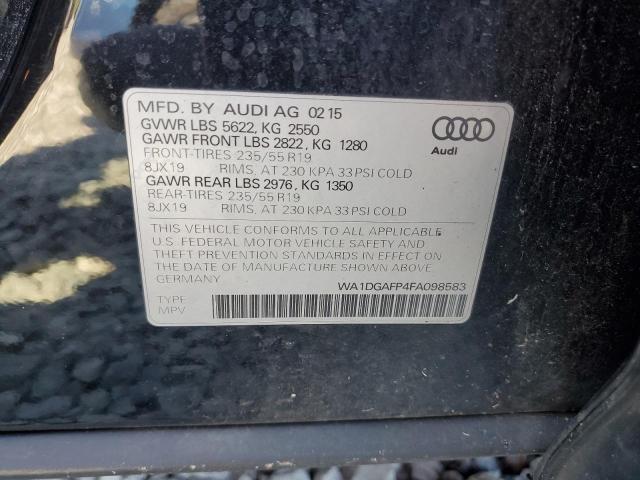 MFD. BY AUDI AG 02 15
GVWR LBS 5622, KG 2550
GAWR FRONT LBS 2822, KG 1280
FRONT-TIRES 235/55 R19
8JX19 RIMS, AT 230 KPA 33 PSI COLD
GAWR REAR LBS 2976, KG 1350
REAR-TIRES 235/55 R19
8JX19 RIMS, AT 230 KPA 33 PSI COLD
Audi
THIS VEHICLE CONFORMS TO ALL APPLICABLE
U.S. FEDERAL MOTOR VEHICLE SAFETY AND
THEFT PREVENTION STANDARDS IN EFFECT ON
THE DATE OF MANUFACTURE SHOWN ABOVE.
GERMANY
WA1DGAFP4FA098583
TYPE
MPV